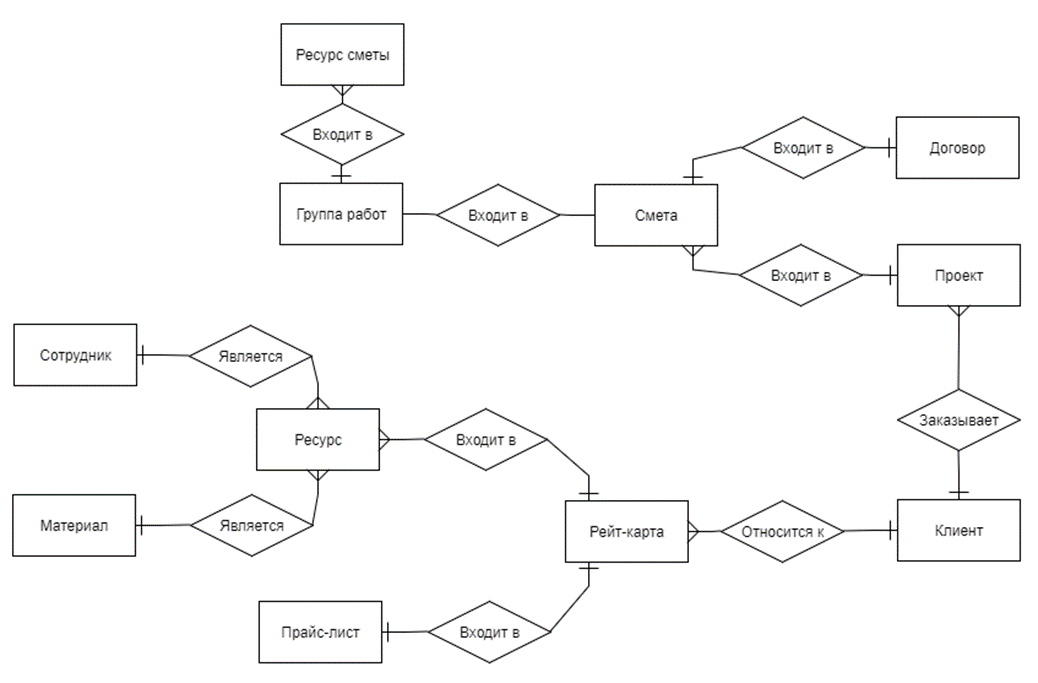 Ресурс сметы
Входит в
Входит в
Договор
Группа работ
Входит в
Смета
Входит в
Проект
Сотрудник
Является
Ресурс
Входит в
Заказывает
Материал
Является
Рейт-карта
Относится к
Клиент
Прайс-лист
Входит в